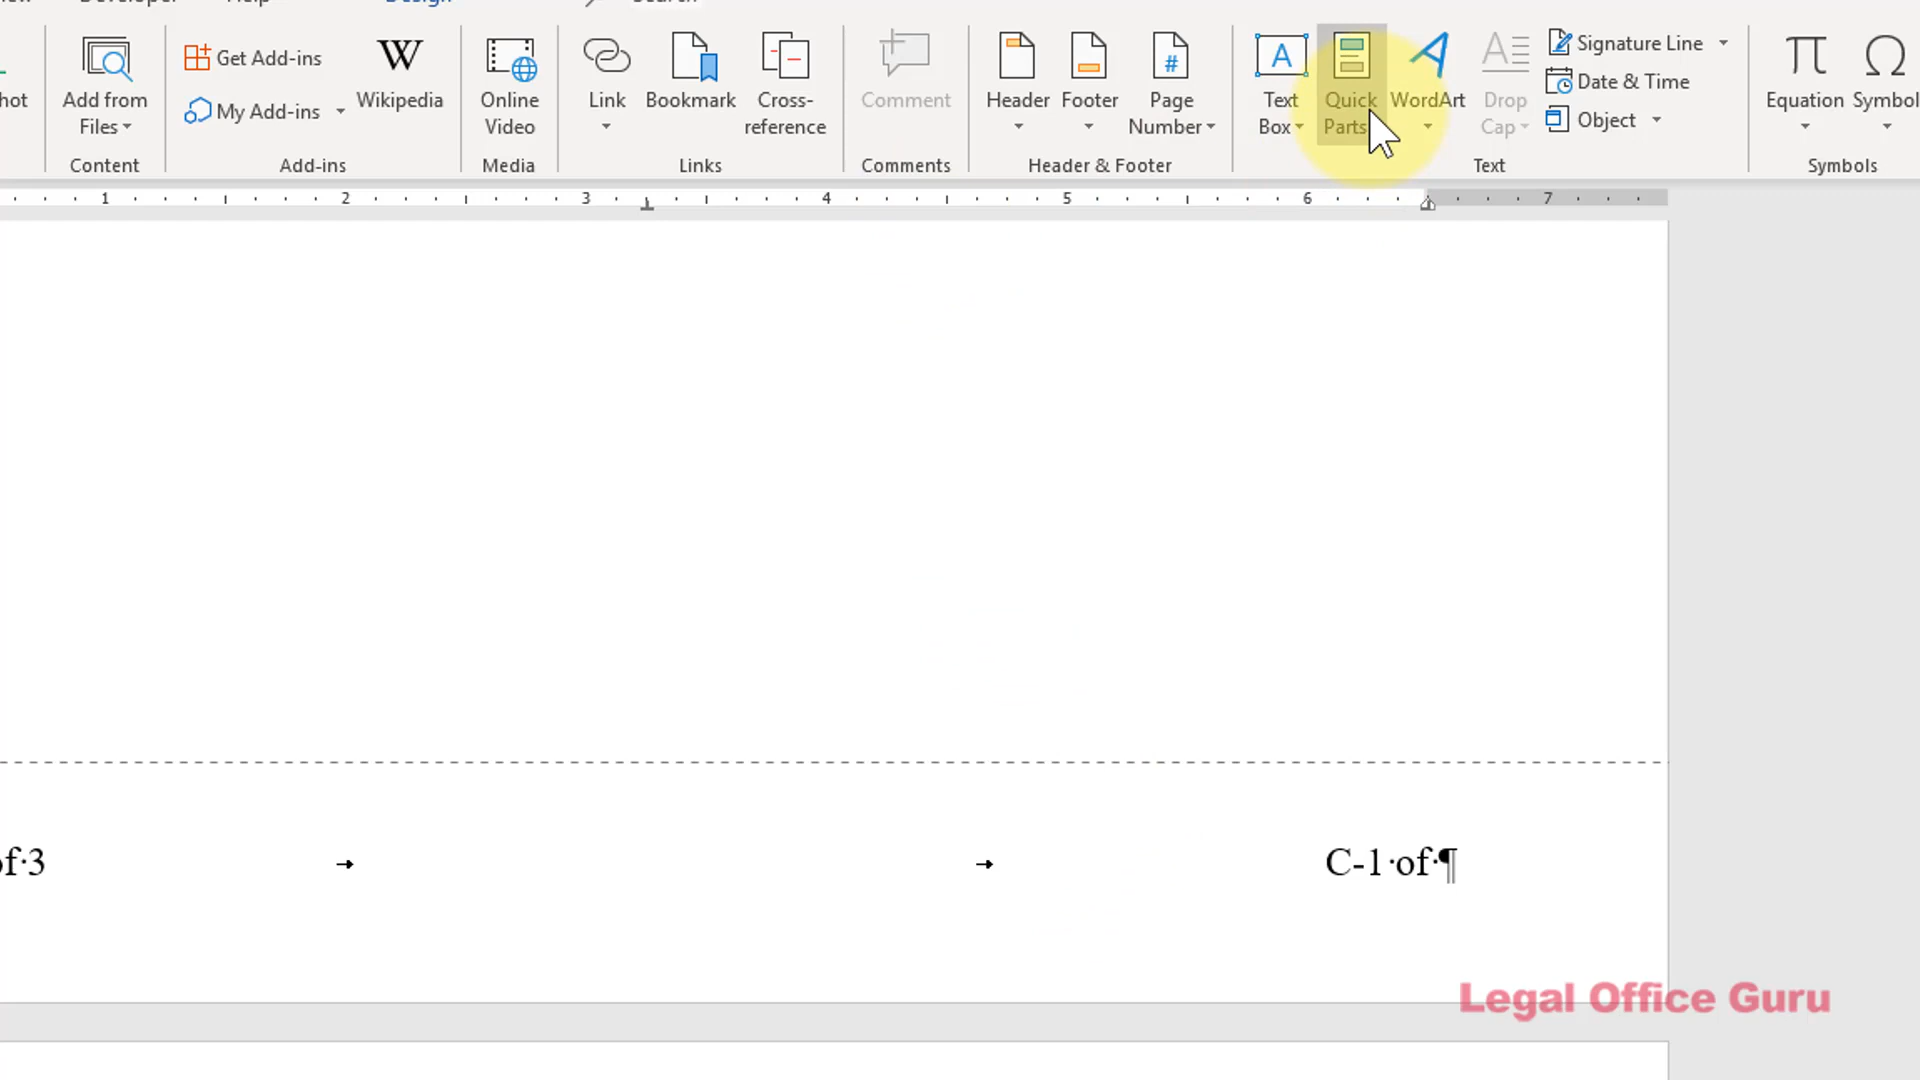 Design
Get Add-ins
My Add-ins
Add from
Files
Wikipedia
Online
Video
Link
Bookmark
Cross-
reference
Comment
Header
Footer
Page
Number
Text
Box
Quick
Parts
WordArt
Drop
Cap
Signature Line
Date & Time
Object
Equation
Symbol
Content
Add-ins
Media
Links
Comments
Header & Footer
Text
Symbols
1 2 3 4 5 6 7
of·3 → → C-1·of·¶
Legal Office Guru